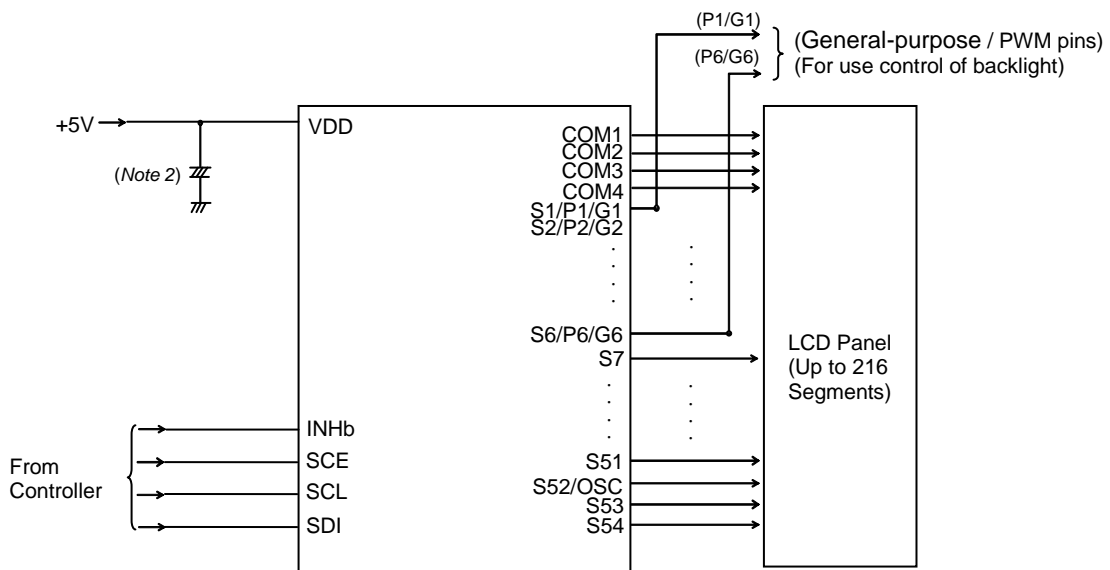 (P1/G1)
(P6/G6)
(General-purpose / PWM pins)
(For use control of backlight)
+5V
VDD
(Note 2)
COM1
COM2
COM3
COM4
S1/P1/G1
S2/P2/G2
S6/P6/G6
S7
LCD Panel
(Up to 216
Segments)
From
Controller
INHb
SCE
SCL
SDI
S51
S52/OSC
S53
S54